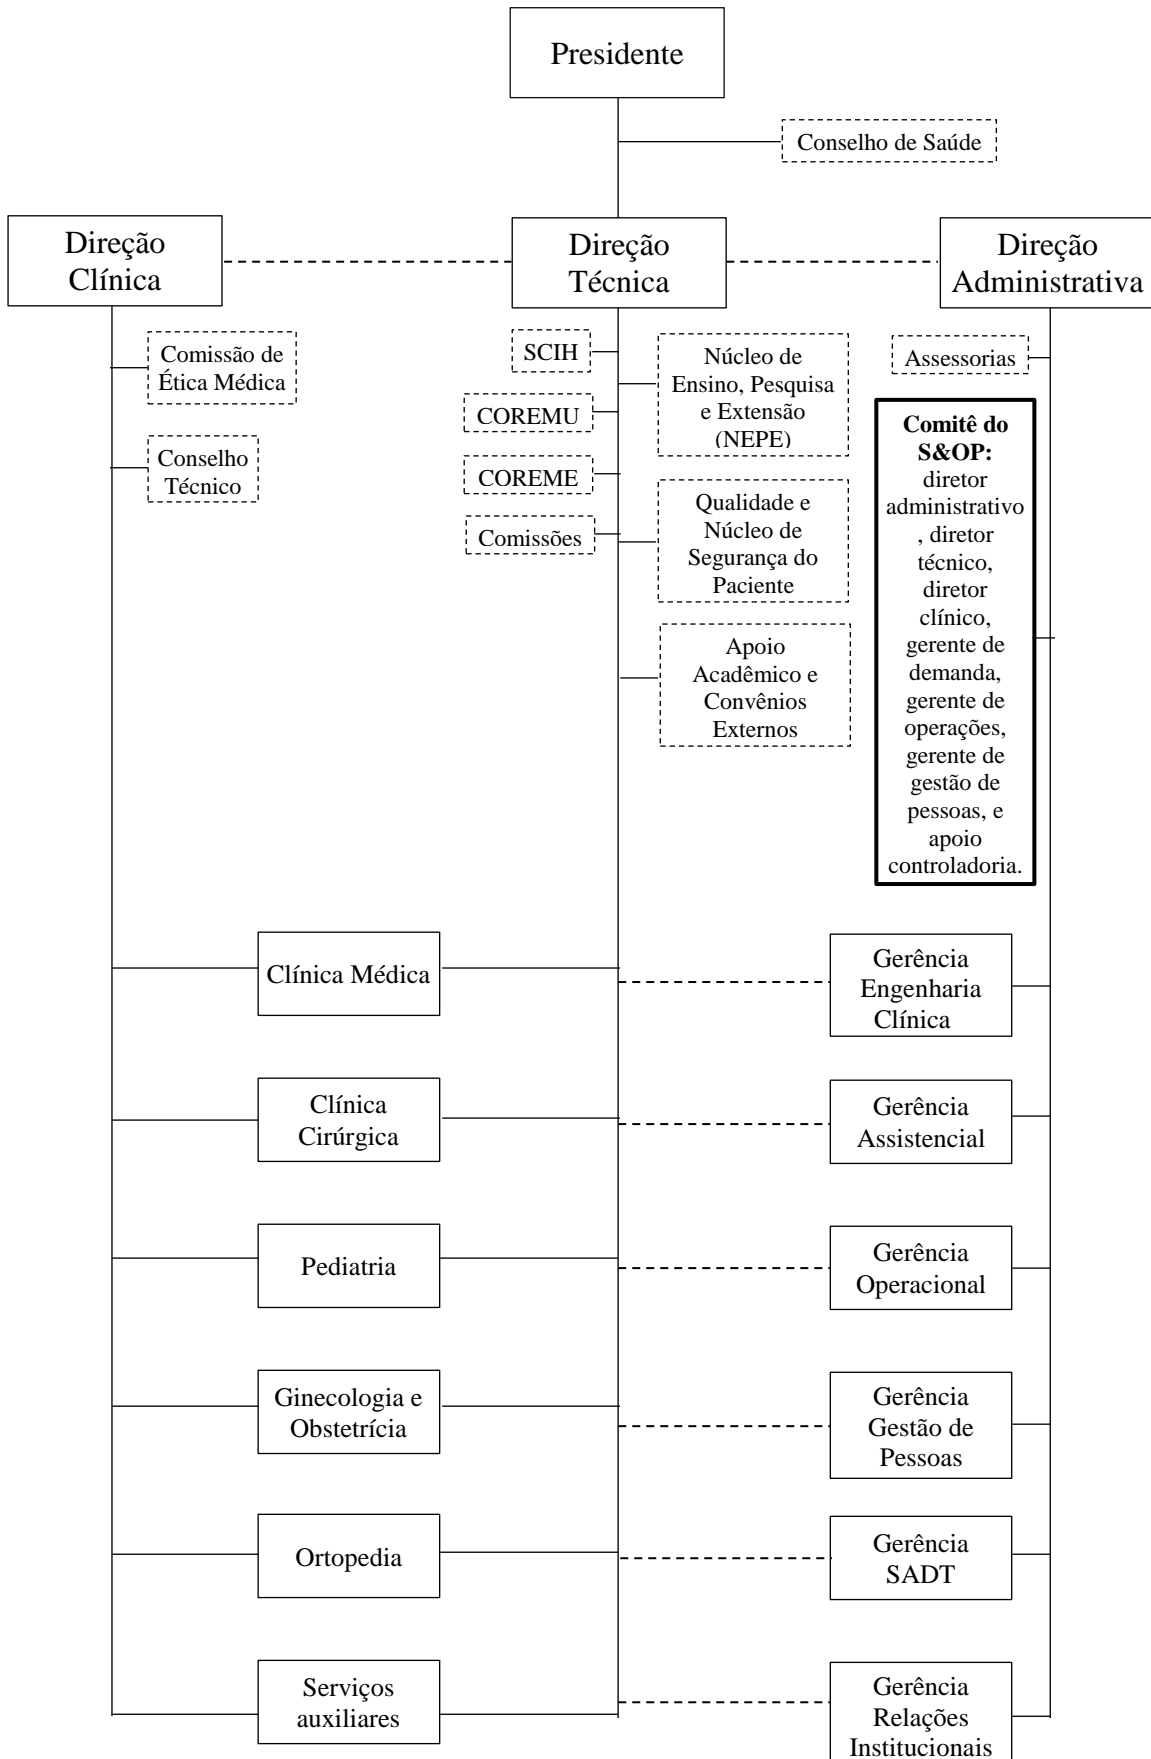 Presidente
Conselho de Saúde
Direção
Clínica
Direção
Técnica
Direção
Administrativa
Comissão de
Ética Médica
Conselho
Técnico
SCIH
COREMU
COREME
Comissões
Núcleo de
Ensino, Pesquisa
e Extensão
(NEPE)
Qualidade e
Núcleo de
Segurança do
Paciente
Apoio
Acadêmico e
Convênios
Externos
Assessorias
Comitê do
S&OP:
diretor
administrativo
, diretor
técnico,
diretor
clínico,
gerente de
demanda,
gerente de
operações,
gerente de
gestão de
pessoas, e
apoio
controladoria.
Clínica Médica
Gerência
Engenharia
Clínica
Clínica
Cirúrgica
Gerência
Assistencial
Pediatria
Gerência
Operacional
Ginecologia e
Obstetrícia
Gerência
Gestão de
Pessoas
Ortopedia
Gerência
SADT
Serviços
auxiliares
Gerência
Relações
Institucionais